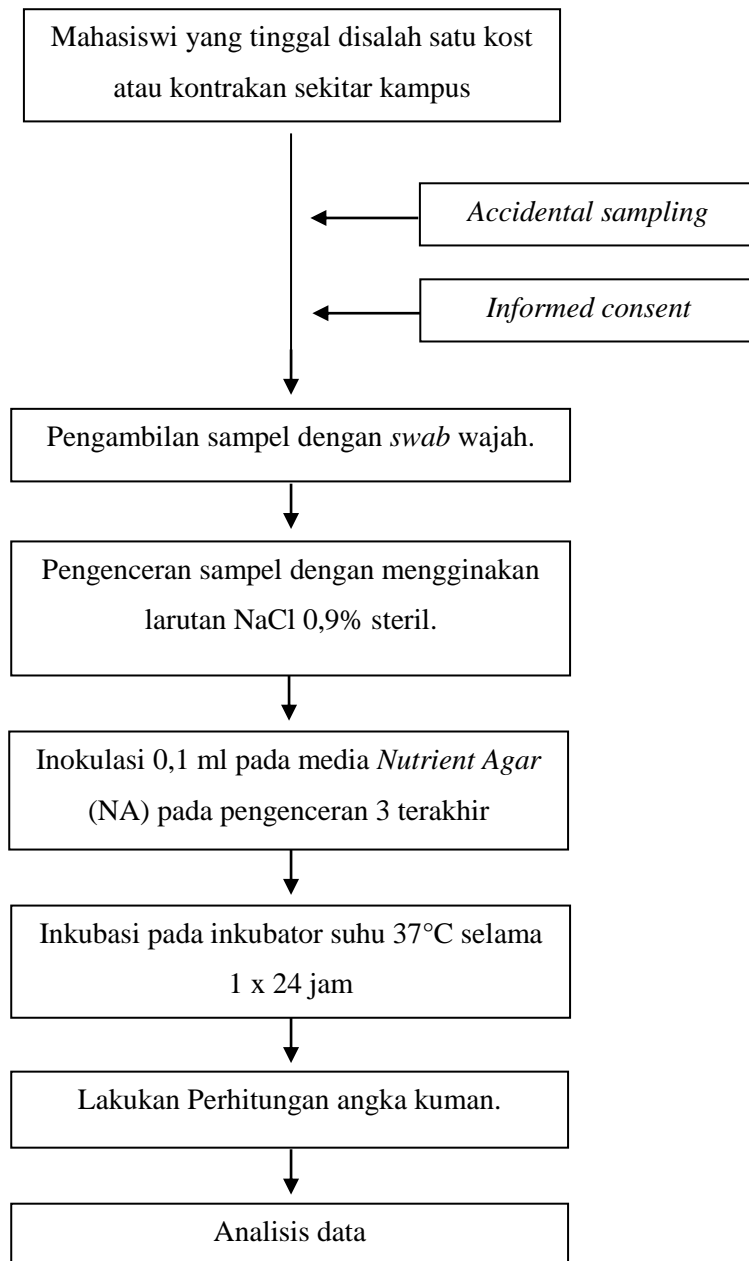 Mahasiswi yang tinggal disalah satu kost
atau kontrakan sekitar kampus
Accidental sampling
Informed consent
Pengambilan sampel dengan swab wajah.
Pengenceran sampel dengan mengginakan
larutan NaCl 0,9% steril.
Inokulasi 0,1 ml pada media Nutrient Agar
(NA) pada pengenceran 3 terakhir
Inkubasi pada inkubator suhu 37°C selama
1 x 24 jam
Lakukan Perhitungan angka kuman.
Analisis data